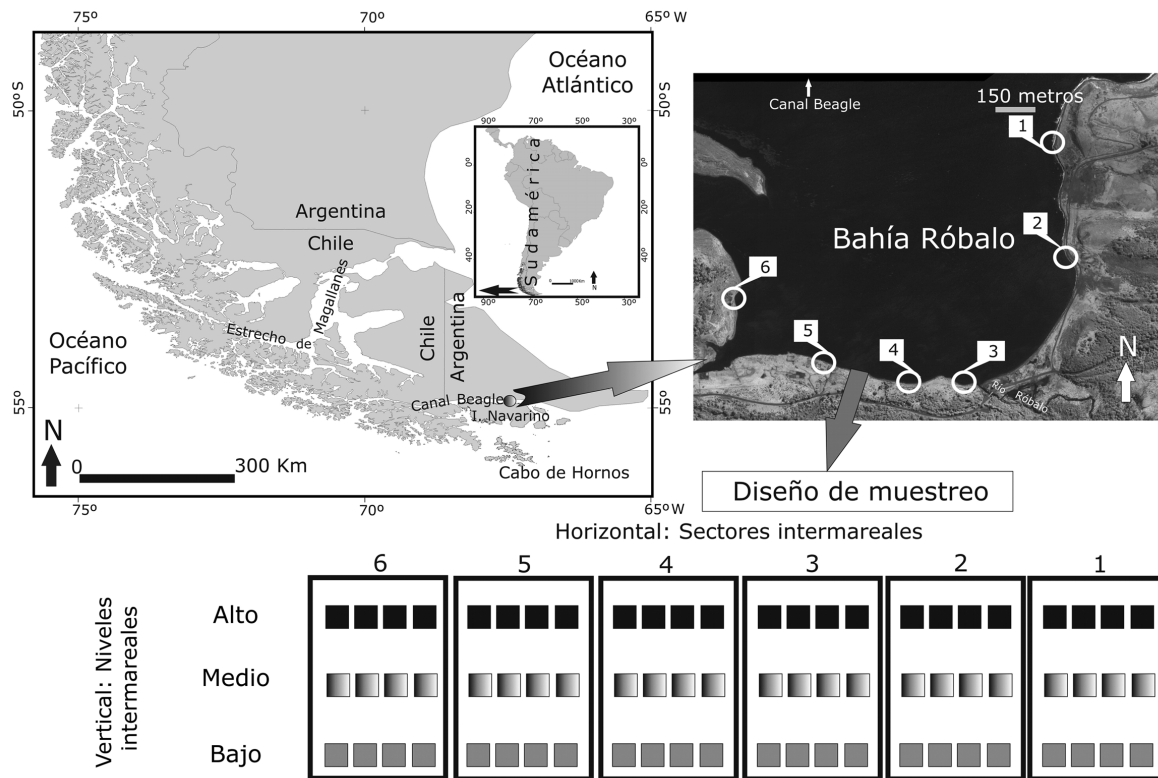 75º
70º
65º W
50º S
55º
Océano
Atlántico
Argentina
Chile
Estrecho de Magallanes
Océano
Pacífico
Chile
Argentina
Canal Beagle
I. Navarino
Cabo de Hornos
N
0
300 Km
75º
70º
65º W
50º S
55º
90º
70º
50º
30º
0º
20º
40º
0º
20º
40º
Sudamérica
0
1000Km
N
90º
70º
50º
30º
Canal Beagle
150 metros
1
2
Bahía Róbalo
6
5
4
3
Río Róbalo
N
Diseño de muestreo
Horizontal: Sectores intermareales
6 5 4 3 2 1
Vertical: Niveles
intermareales
Alto
Medio
Bajo